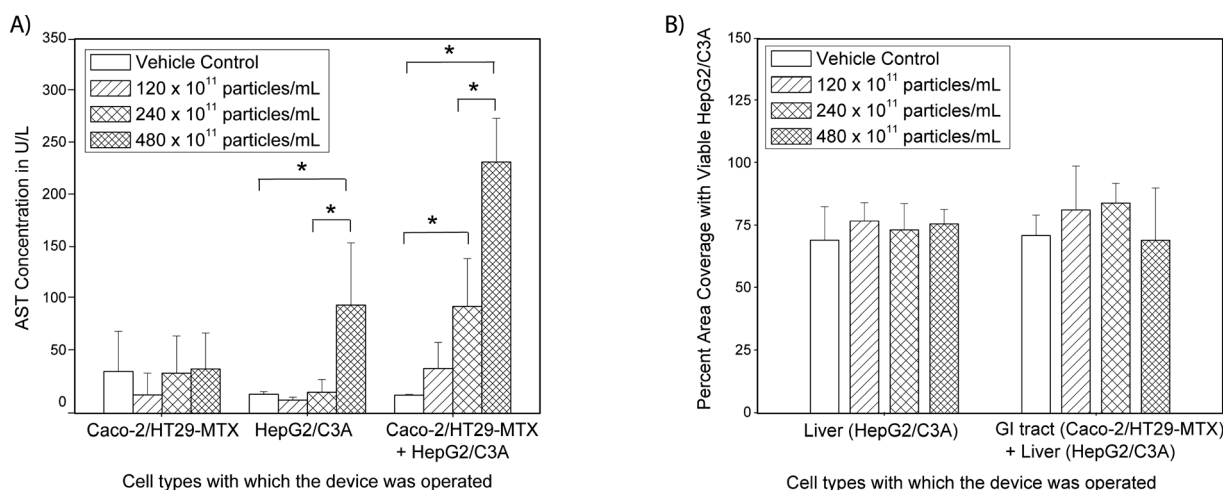 A)
AST Concentration in U/L
350
300
250
200
150
100
50
0
Vehicle Control
120 x 10¹¹ particles/mL
240 x 10¹¹ particles/mL
480 x 10¹¹ particles/mL
*
*
*
*
*
Caco-2/HT29-MTX
HepG2/C3A
Caco-2/HT29-MTX
+ HepG2/C3A
Cell types with which the device was operated
B)
Percent Area Coverage with Viable HepG2/C3A
150
125
100
75
50
25
0
Vehicle Control
120 x 10¹¹ particles/mL
240 x 10¹¹ particles/mL
480 x 10¹¹ particles/mL
Liver (HepG2/C3A)
GI tract (Caco-2/HT29-MTX)
+ Liver (HepG2/C3A)
Cell types with which the device was operated